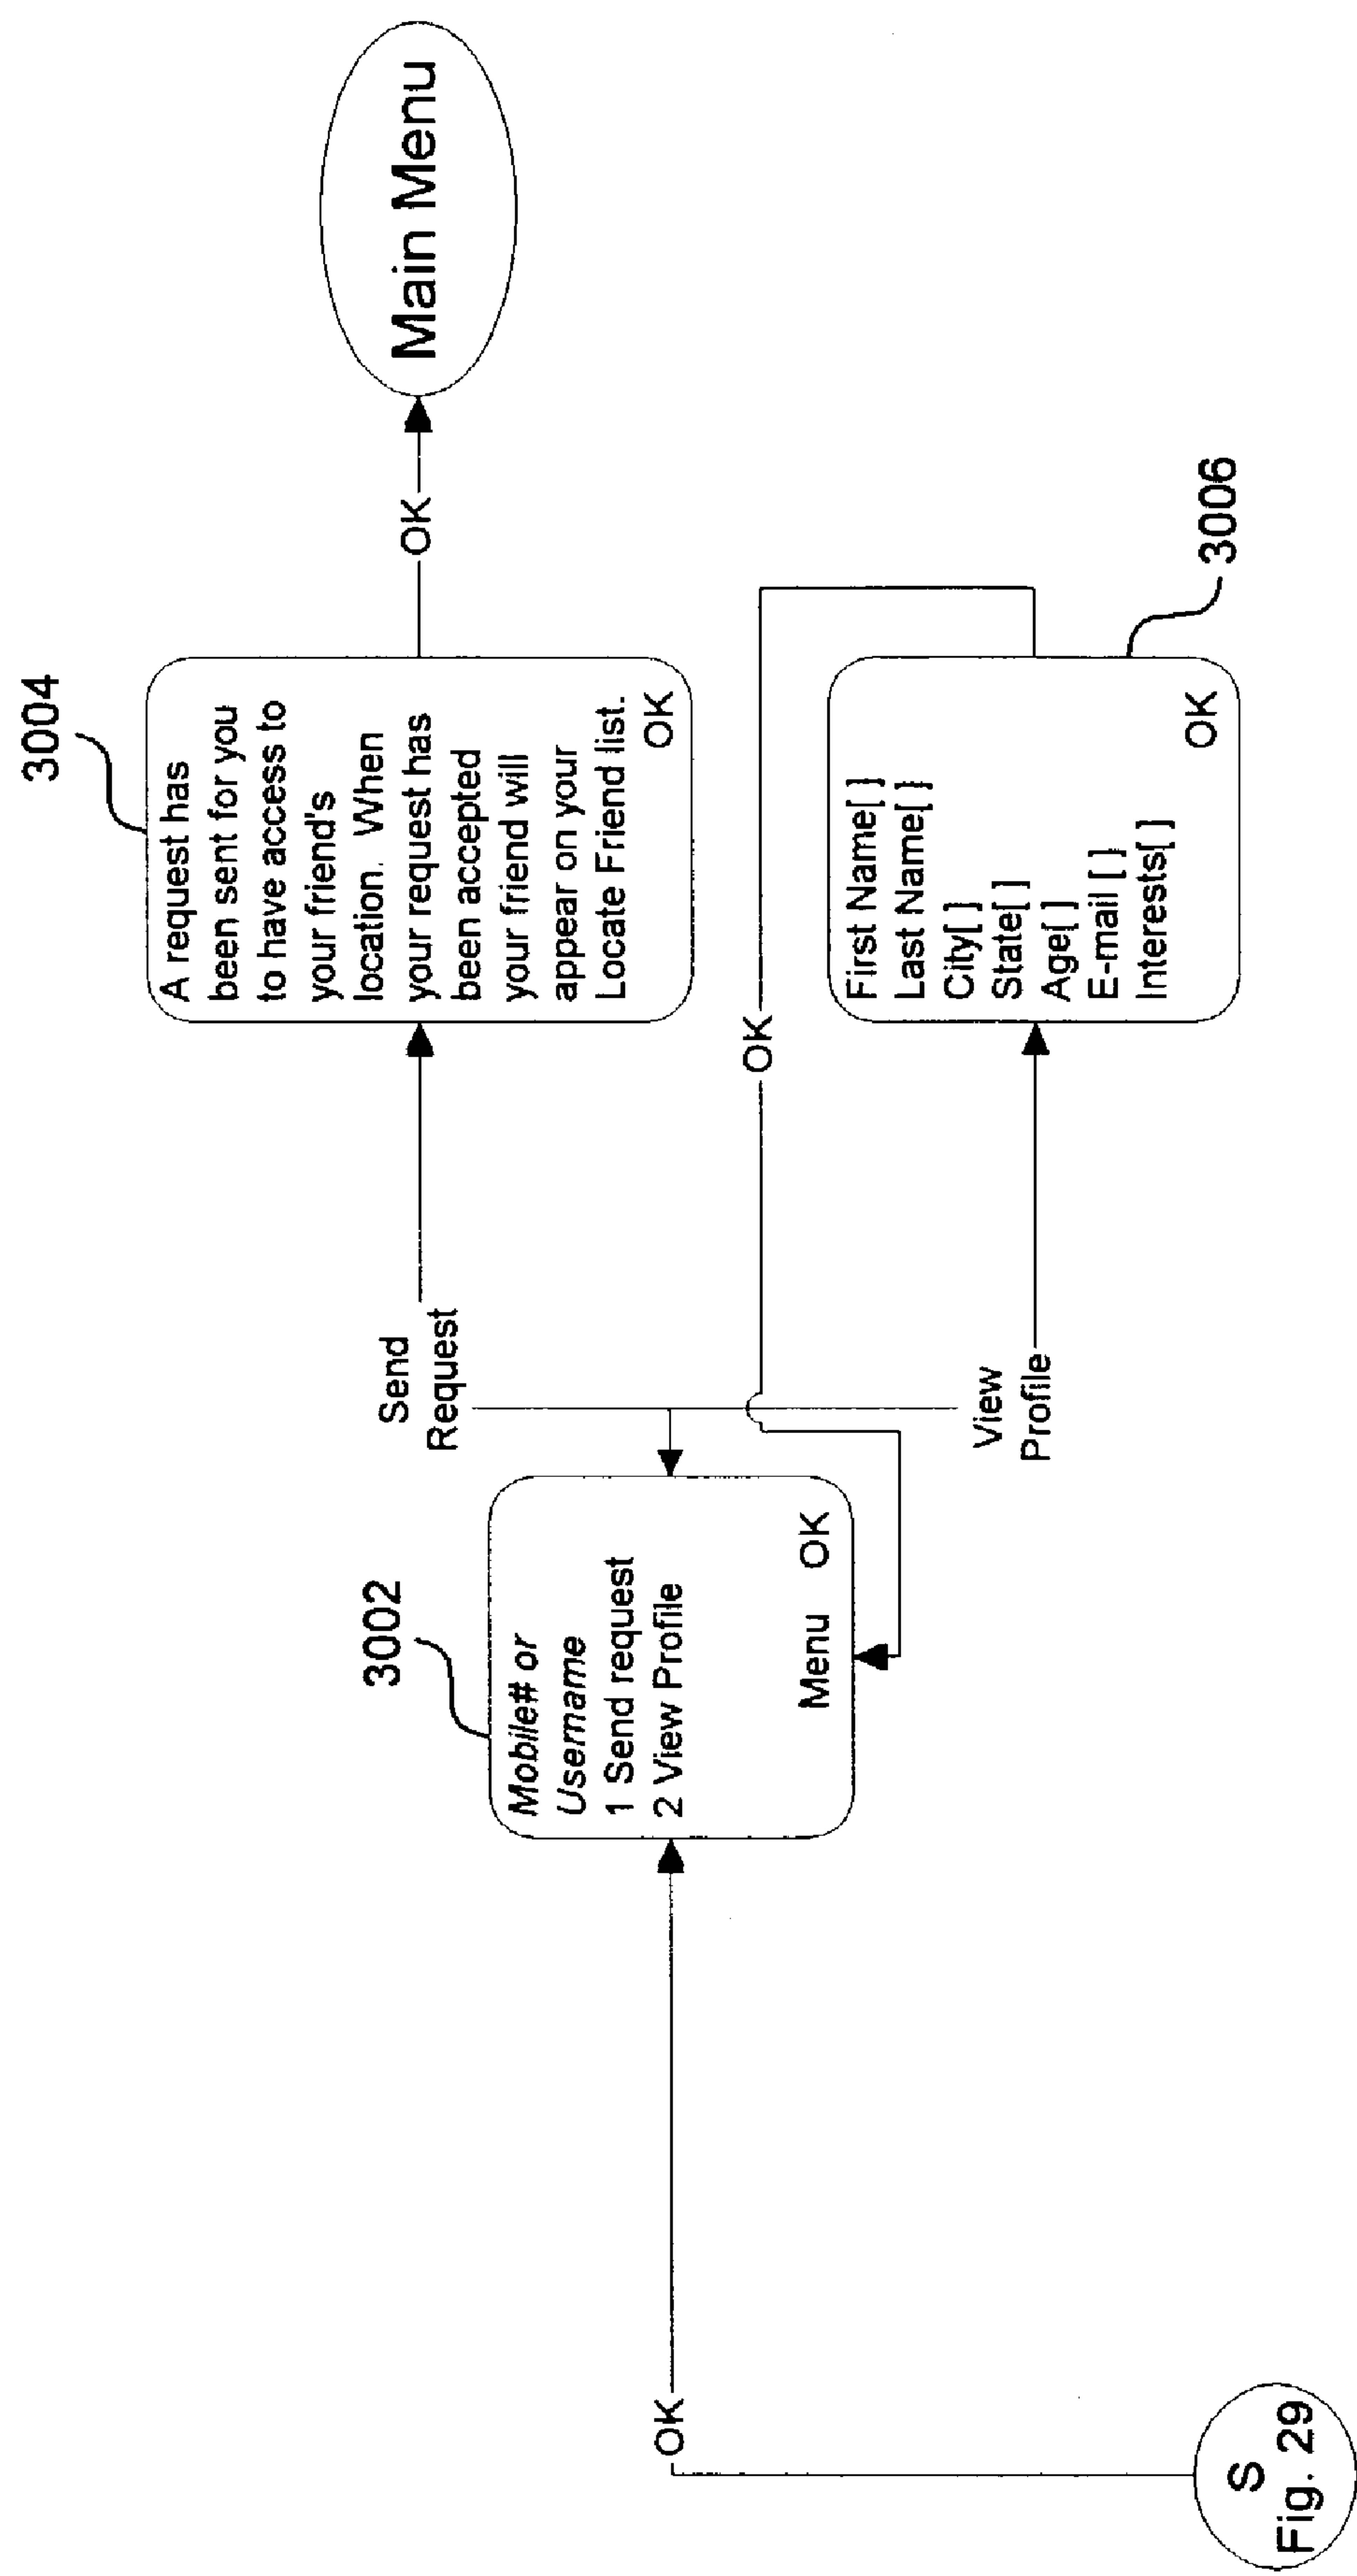 S
Fig. 29
OK
3002
Mobile# or
Username
1 Send request
2 View Profile
Menu OK
Send
Request
View
Profile
3004
A request has
been sent for you
to have access to
your friend's
location. When
your request has
been accepted
your friend will
appear on your
Locate Friend list.
OK
OK
Main Menu
OK
3006
First Name[ ]
Last Name[ ]
City[ ]
State[ ]
Age[ ]
E-mail [ ]
Interests[ ]
OK